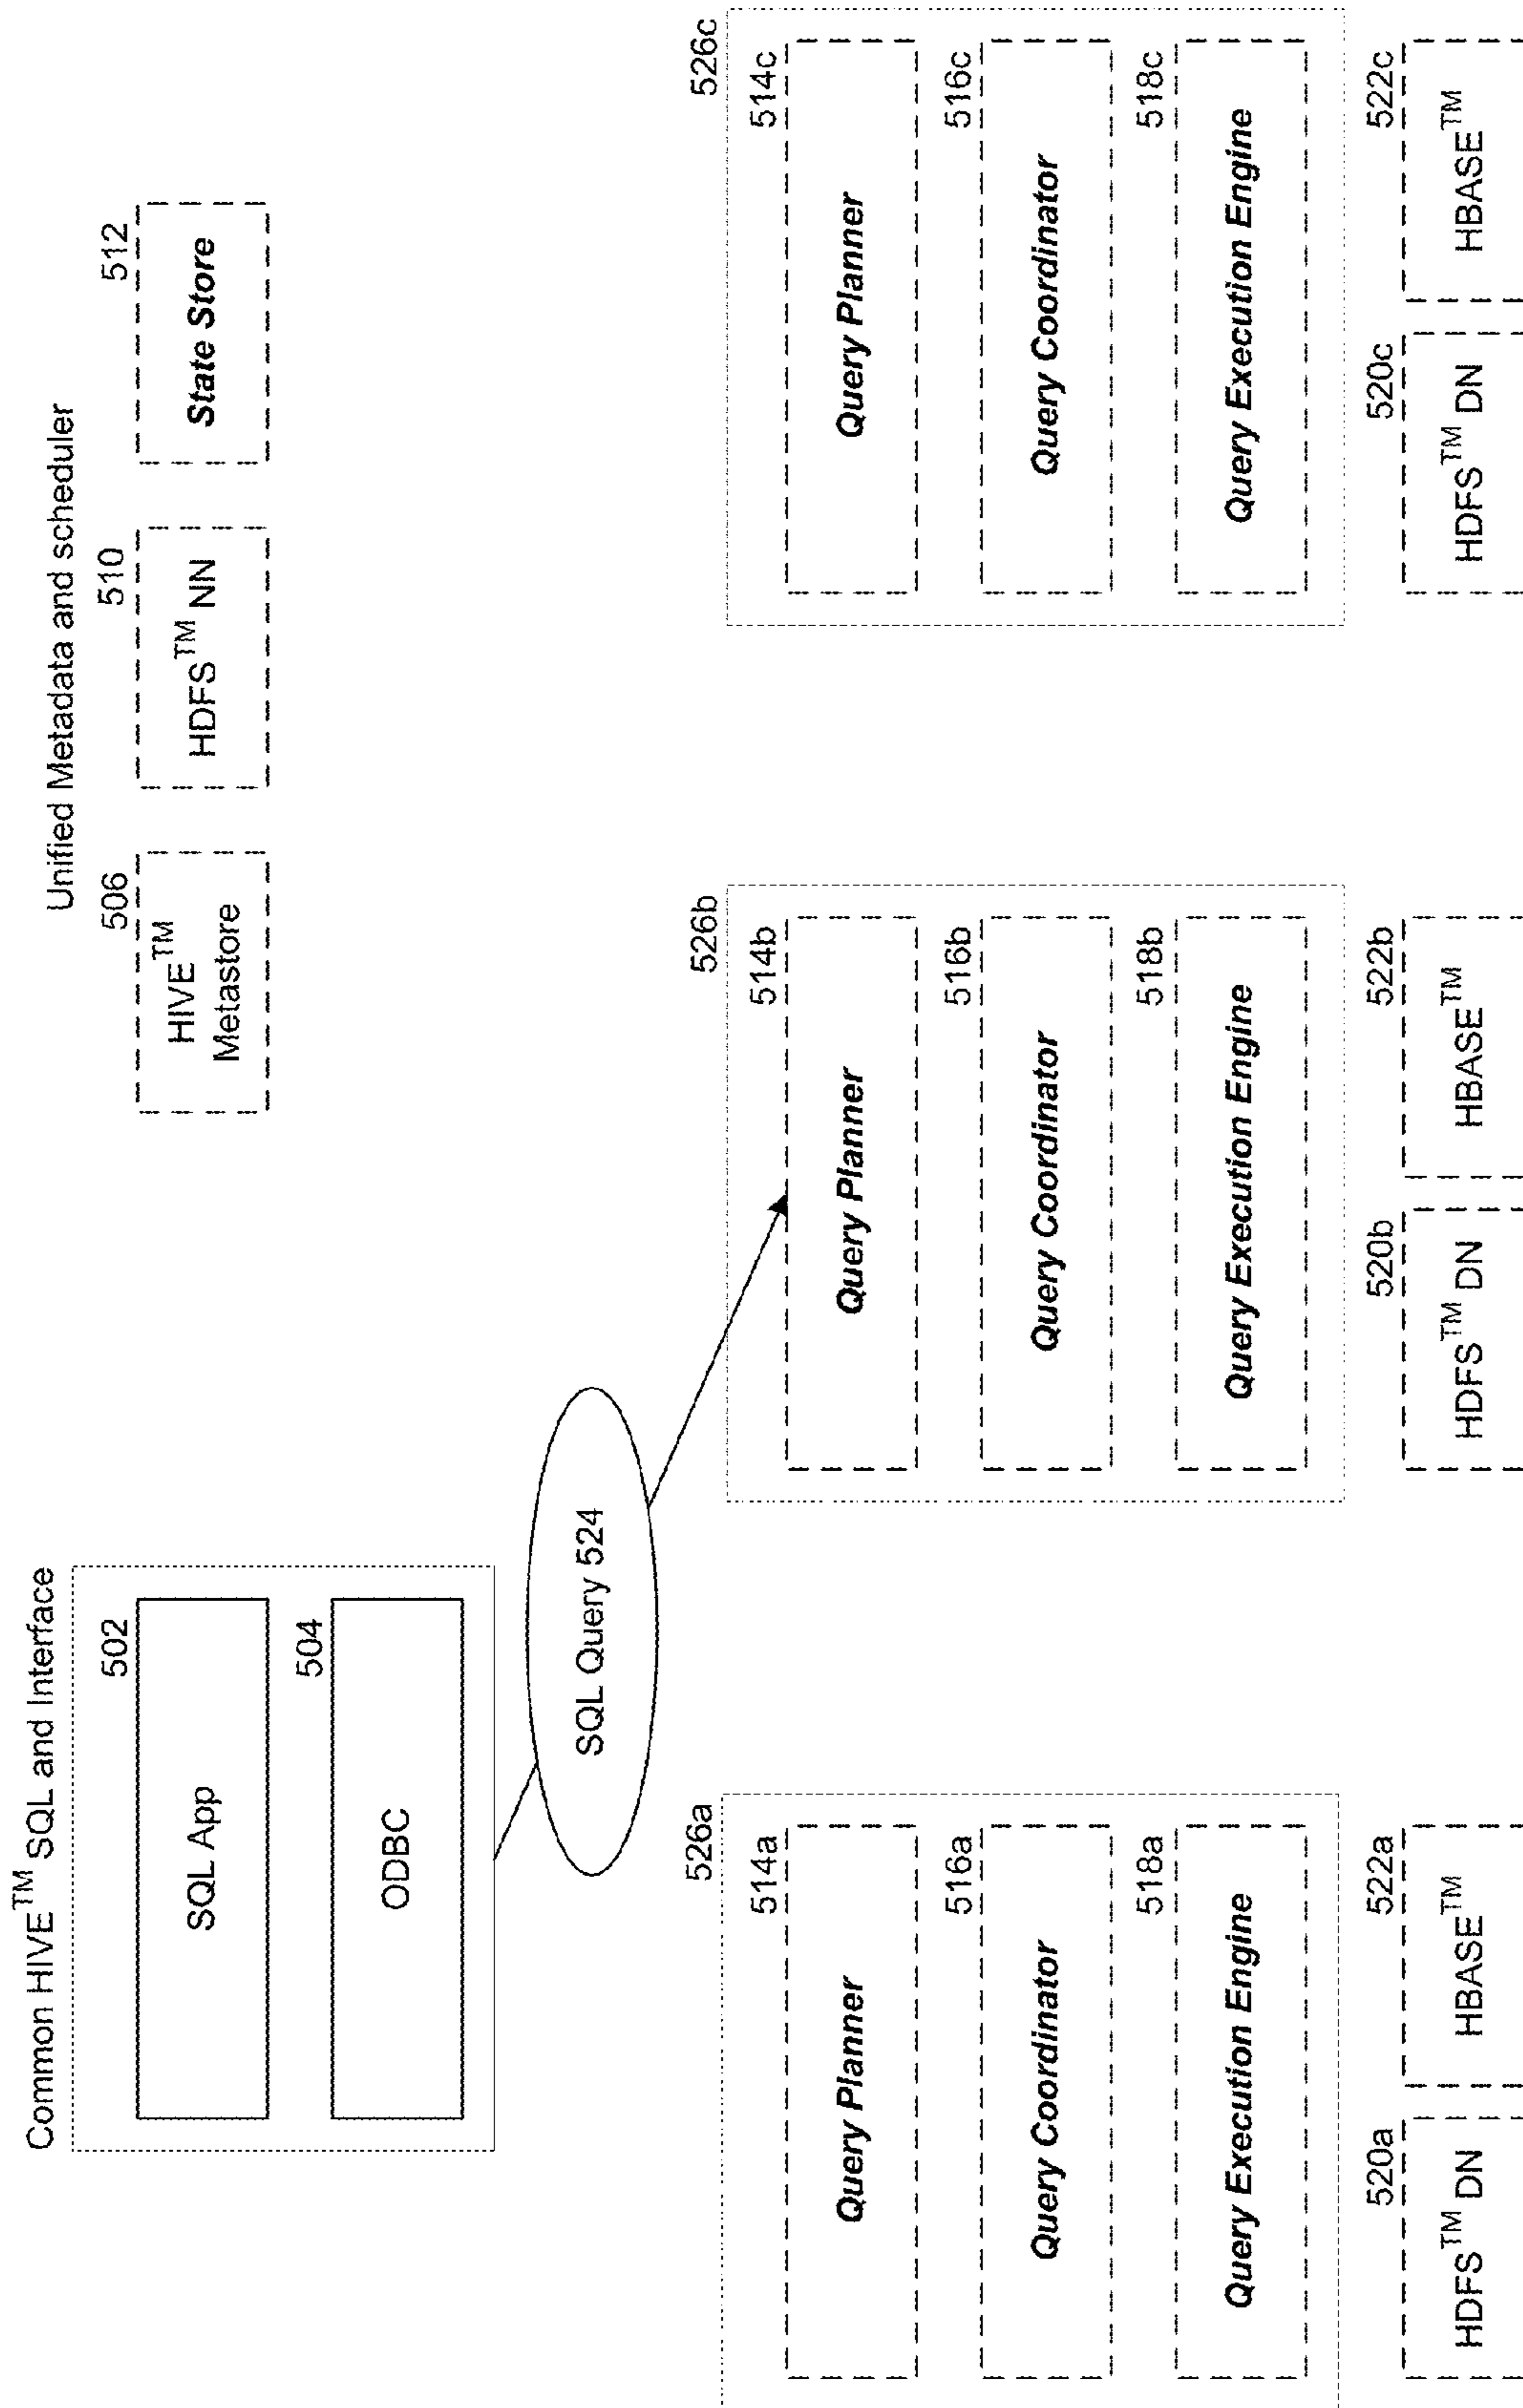 Common HIVE™ SQL and Interface
502
SQL App
504
ODBC
Unified Metadata and scheduler
506
HIVE™
Metastore
510
HDFS™ NN
512
State Store
SQL Query 524
526a
514a
Query Planner
516a
Query Coordinator
518a
Query Execution Engine
520a
HDFS™ DN
522a
HBASE™
526b
514b
Query Planner
516b
Query Coordinator
518b
Query Execution Engine
520b
HDFS™ DN
522b
HBASE™
526c
514c
Query Planner
516c
Query Coordinator
518c
Query Execution Engine
520c
HDFS™ DN
522c
HBASE™